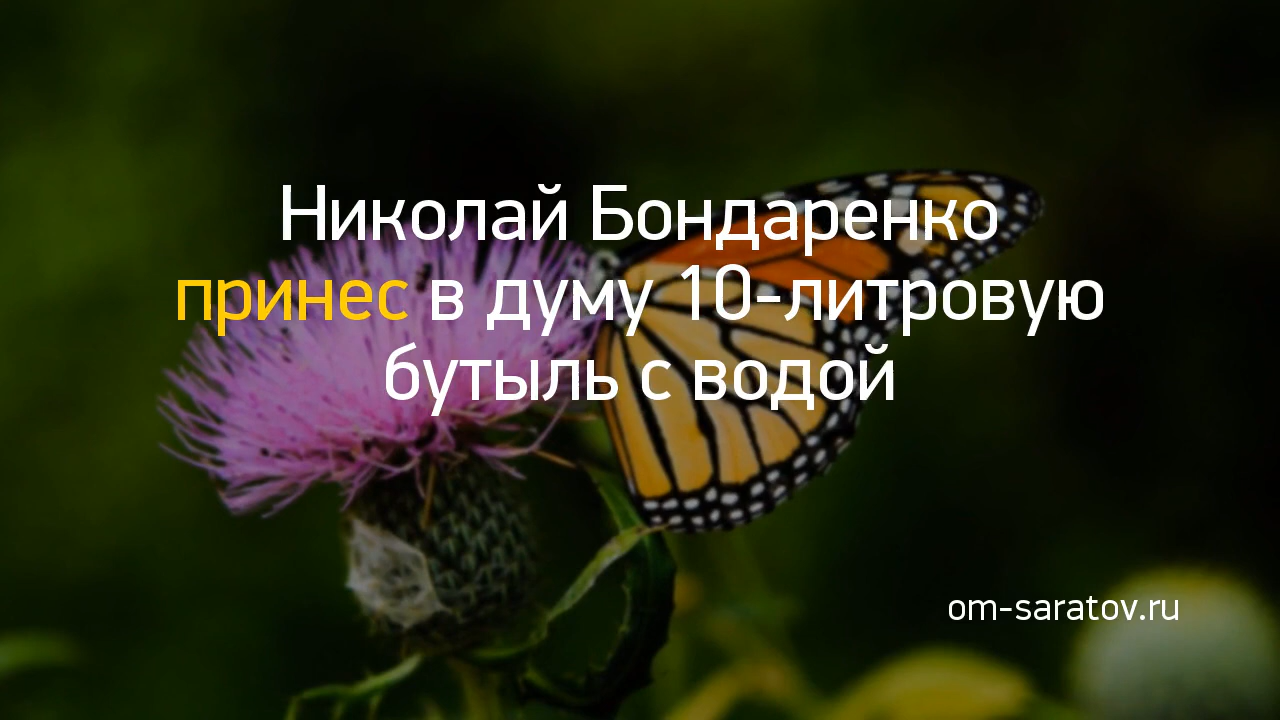 Николай Бондаренко
принес в думу 10-литровую
бутыль с водой
om-saratov.ru